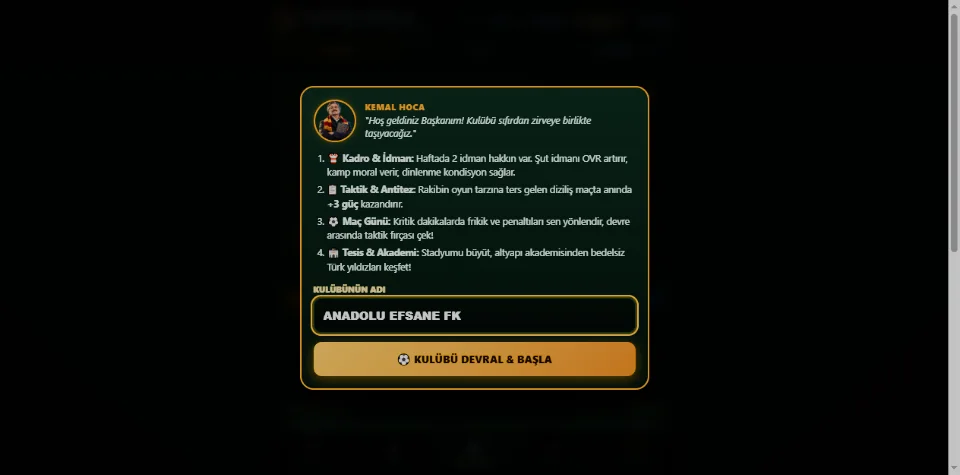 KEMAL HOCA
"Hoş geldiniz Başkanım! Kulübü sıfırdan zirveye birlikte
taşıyacağız."
1. Kadro & İdman: Haftada 2 idman hakkın var. Şut idmanı OVR artırır,
kamp moral verir, dinlenme kondisyon sağlar.
2. Taktik & Antitez: Rakibin oyun tarzına ters gelen diziliş maçta anında
+3 güç kazandırır.
3. Maç Günü: Kritik dakikalarda frikik ve penaltıları sen yönlendir, devre
arasında taktik fırçası çek!
4. Tesis & Akademi: Stadyumu büyüt, altyapı akademisinden bedelsiz
Türk yıldızları keşfet!
KULÜBÜNÜN ADI
ANADOLU EFSANE FK
KULÜBÜ DEVRAL & BAŞLA